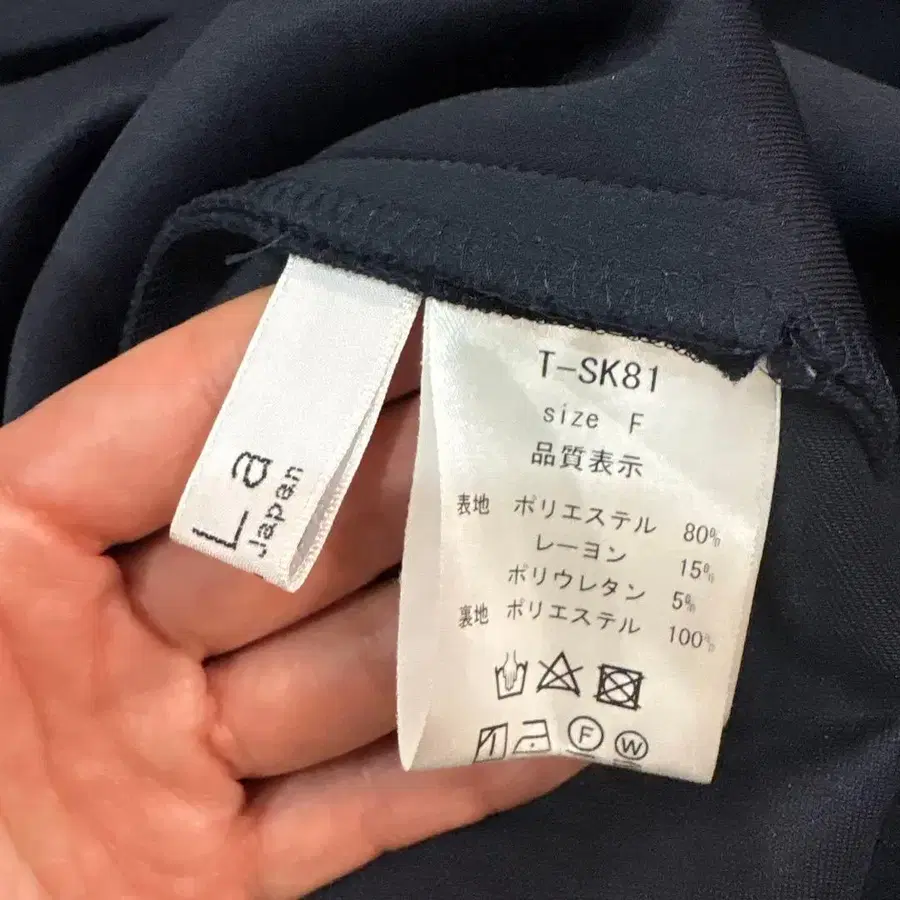 La
Japan
T-SK81
size F
品質表示
表地 ポリエステル 80%
レーヨン 15%
ポリウレタン 5%
裏地 ポリエステル 100%
F W